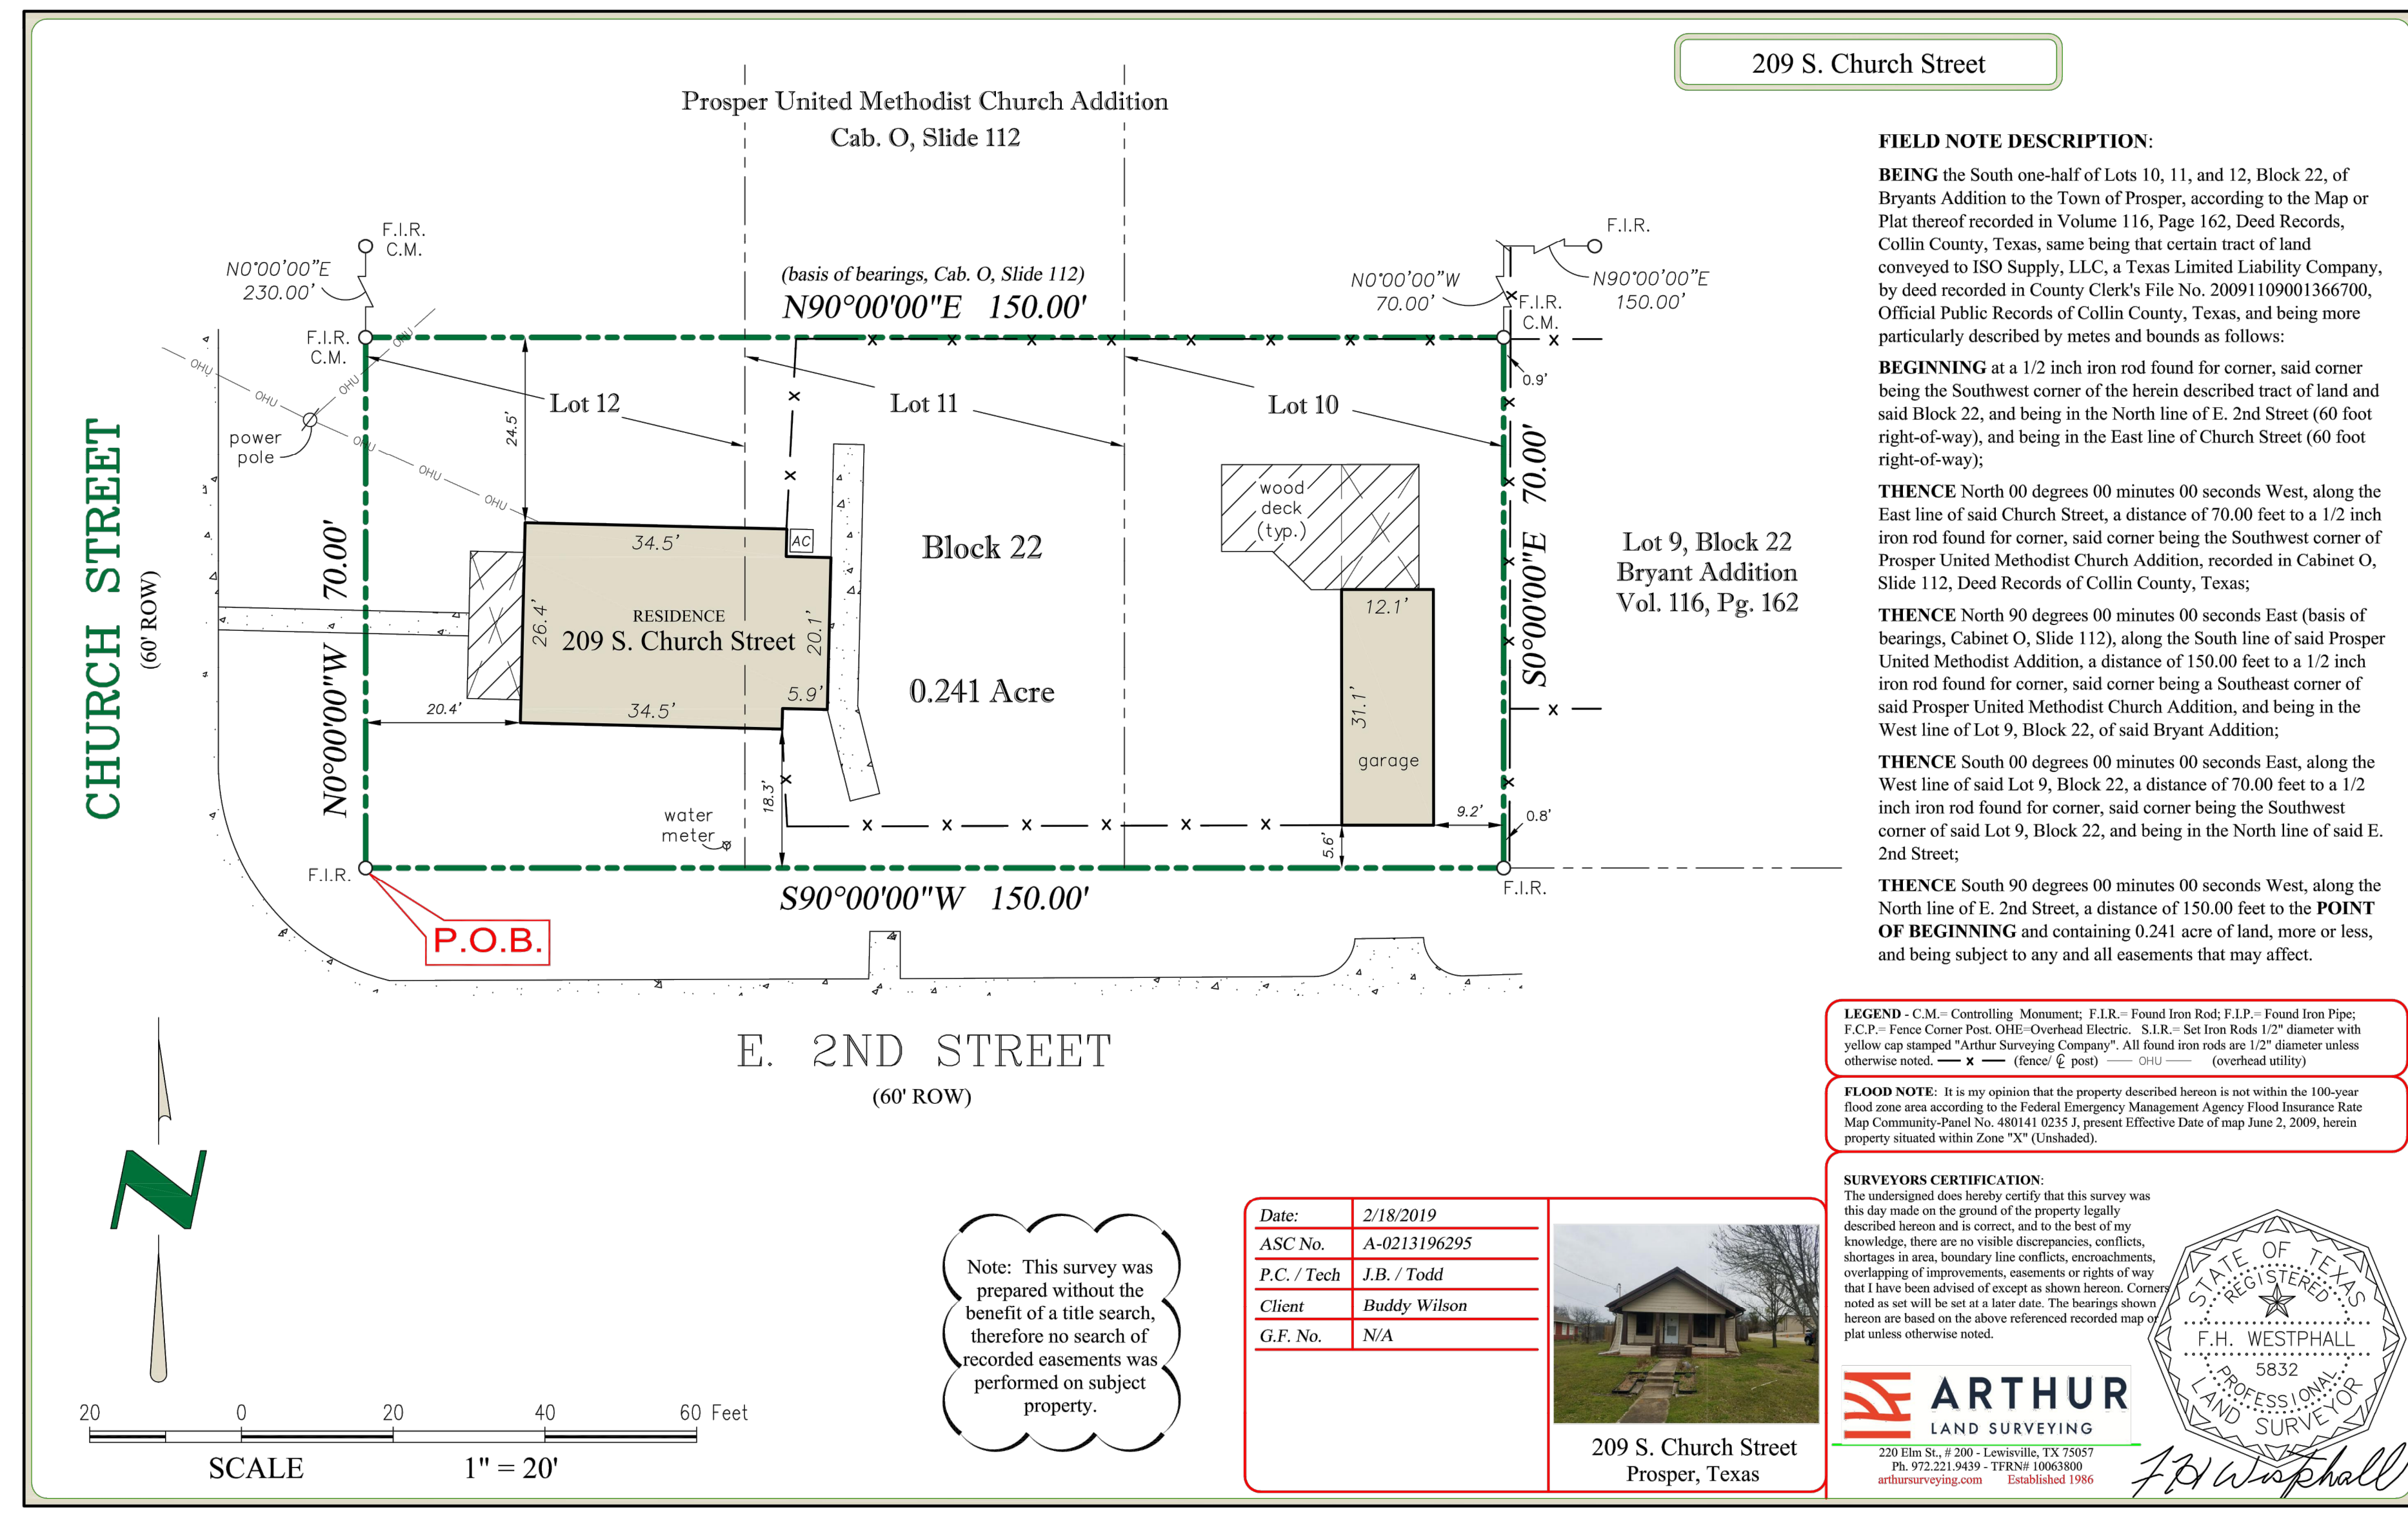 209 S. Church Street
Prosper United Methodist Church Addition
Cab. O, Slide 112
F.I.R.
C.M.
N0°00'00"E
230.00'
(basis of bearings, Cab. O, Slide 112)
N90°00'00"E 150.00'
N0°00'00"W
70.00'
F.I.R.
N90°00'00"E
150.00'
F.I.R.
C.M.
F.I.R.
C.M.
OHU
OHU
OHU
OHU
OHU
OHU
OHU
power
pole
Lot 12
Lot 11
Lot 10
24.5'
0.9'
CHURCH STREET
(60' ROW)
N0°00'00"W 70.00'
S0°00'00"E 70.00'
34.5'
AC
Block 22
wood
deck
(typ.)
Lot 9, Block 22
Bryant Addition
Vol. 116, Pg. 162
26.4'
RESIDENCE
209 S. Church Street
20.1'
12.1'
0.241 Acre
5.9'
34.5'
20.4'
31.1'
garage
18.3'
water
meter
9.2'
0.8'
5.6'
F.I.R.
F.I.R.
S90°00'00"W 150.00'
P.O.B.
E. 2ND STREET
(60' ROW)
FIELD NOTE DESCRIPTION:
BEING the South one-half of Lots 10, 11, and 12, Block 22, of
Bryants Addition to the Town of Prosper, according to the Map or
Plat thereof recorded in Volume 116, Page 162, Deed Records,
Collin County, Texas, same being that certain tract of land
conveyed to ISO Supply, LLC, a Texas Limited Liability Company,
by deed recorded in County Clerk's File No. 20091109001366700,
Official Public Records of Collin County, Texas, and being more
particularly described by metes and bounds as follows:
BEGINNING at a 1/2 inch iron rod found for corner, said corner
being the Southwest corner of the herein described tract of land and
said Block 22, and being in the North line of E. 2nd Street (60 foot
right-of-way), and being in the East line of Church Street (60 foot
right-of-way);
THENCE North 00 degrees 00 minutes 00 seconds West, along the
East line of said Church Street, a distance of 70.00 feet to a 1/2 inch
iron rod found for corner, said corner being the Southwest corner of
Prosper United Methodist Church Addition, recorded in Cabinet O,
Slide 112, Deed Records of Collin County, Texas;
THENCE North 90 degrees 00 minutes 00 seconds East (basis of
bearings, Cabinet O, Slide 112), along the South line of said Prosper
United Methodist Addition, a distance of 150.00 feet to a 1/2 inch
iron rod found for corner, said corner being a Southeast corner of
said Prosper United Methodist Church Addition, and being in the
West line of Lot 9, Block 22, of said Bryant Addition;
THENCE South 00 degrees 00 minutes 00 seconds East, along the
West line of said Lot 9, Block 22, a distance of 70.00 feet to a 1/2
inch iron rod found for corner, said corner being the Southwest
corner of said Lot 9, Block 22, and being in the North line of said E.
2nd Street;
THENCE South 90 degrees 00 minutes 00 seconds West, along the
North line of E. 2nd Street, a distance of 150.00 feet to the POINT
OF BEGINNING and containing 0.241 acre of land, more or less,
and being subject to any and all easements that may affect.
LEGEND - C.M.= Controlling Monument; F.I.R.= Found Iron Rod; F.I.P.= Found Iron Pipe;
F.C.P.= Fence Corner Post. OHE=Overhead Electric. S.I.R.= Set Iron Rods 1/2" diameter with
yellow cap stamped "Arthur Surveying Company". All found iron rods are 1/2" diameter unless
otherwise noted. — x — (fence/ ℄ post) — OHU — (overhead utility)
FLOOD NOTE: It is my opinion that the property described hereon is not within the 100-year
flood zone area according to the Federal Emergency Management Agency Flood Insurance Rate
Map Community-Panel No. 480141 0235 J, present Effective Date of map June 2, 2009, herein
property situated within Zone "X" (Unshaded).
SURVEYORS CERTIFICATION:
The undersigned does hereby certify that this survey was
this day made on the ground of the property legally
described hereon and is correct, and to the best of my
knowledge, there are no visible discrepancies, conflicts,
shortages in area, boundary line conflicts, encroachments,
overlapping of improvements, easements or rights of way
that I have been advised of except as shown hereon. Corners
noted as set will be set at a later date. The bearings shown
hereon are based on the above referenced recorded map or
plat unless otherwise noted.
STATE OF TEXAS
REGISTERED
F.H. WESTPHALL
5832
PROFESSIONAL
LAND SURVEYOR
FH Westphall
ARTHUR
LAND SURVEYING
220 Elm St., # 200 - Lewisville, TX 75057
Ph. 972.221.9439 - TFRN# 10063800
arthursurveying.com Established 1986
Date: 2/18/2019
ASC No. A-0213196295
P.C. / Tech J.B. / Todd
Client Buddy Wilson
G.F. No. N/A
209 S. Church Street
Prosper, Texas
Note: This survey was
prepared without the
benefit of a title search,
therefore no search of
recorded easements was
performed on subject
property.
N
20 0 20 40 60 Feet
SCALE 1" = 20'